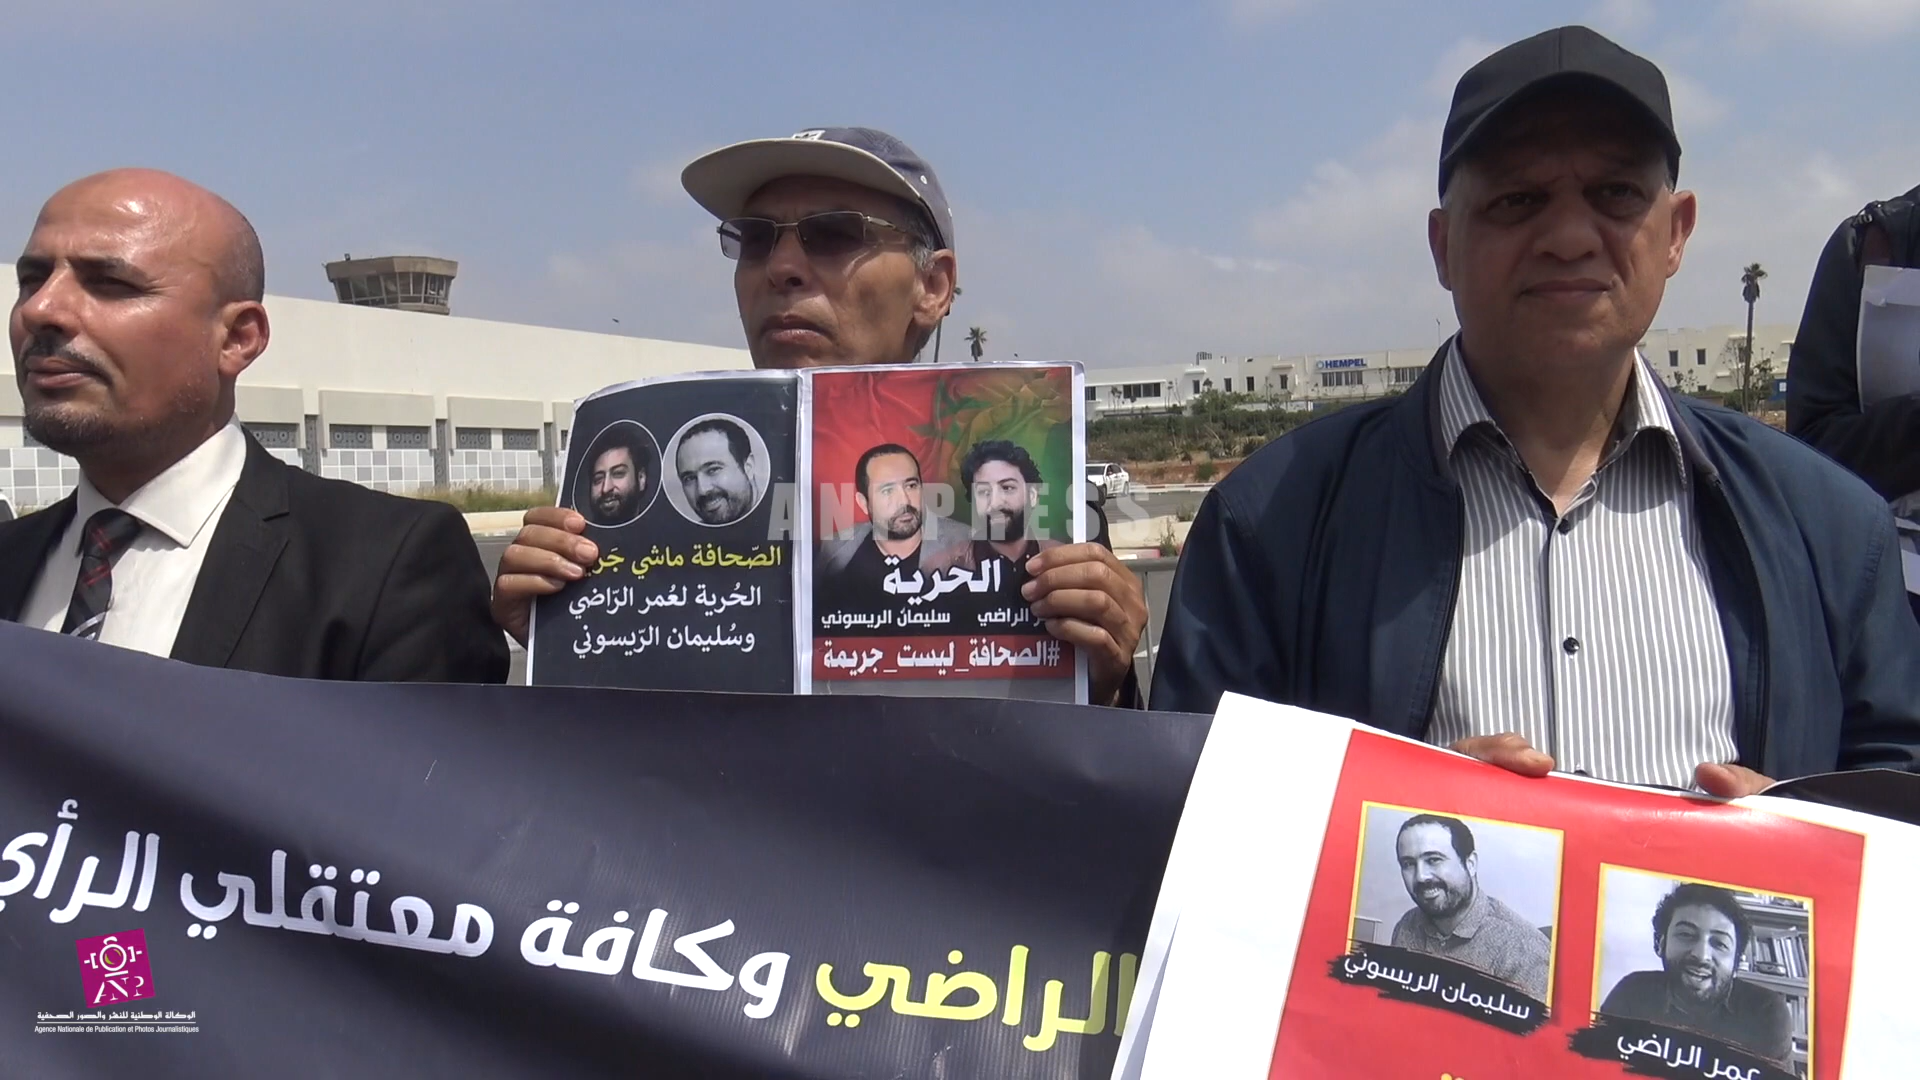 HEMPEL
ANP PRESS
الصّحافة ماشي
الحُرية لعُمر الرّاضي
وسُليمان الرّيسوني
الحرية
الراضي
سليمان الريسوني
#الصحافة_ليست_جريمة
الراضي وكافة معتقلي الرأي
سليمان الريسوني
عمر الراضي
ANP
الوكالة الوطنية للنشر والصور الصحفية
Agence Nationale de Publication et Photos Journalistiques